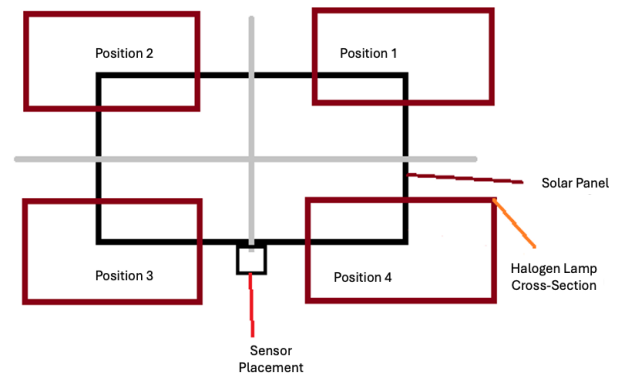 Position 2
Position 1
Solar Panel
Position 3
Position 4
Halogen Lamp
Cross-Section
Sensor
Placement